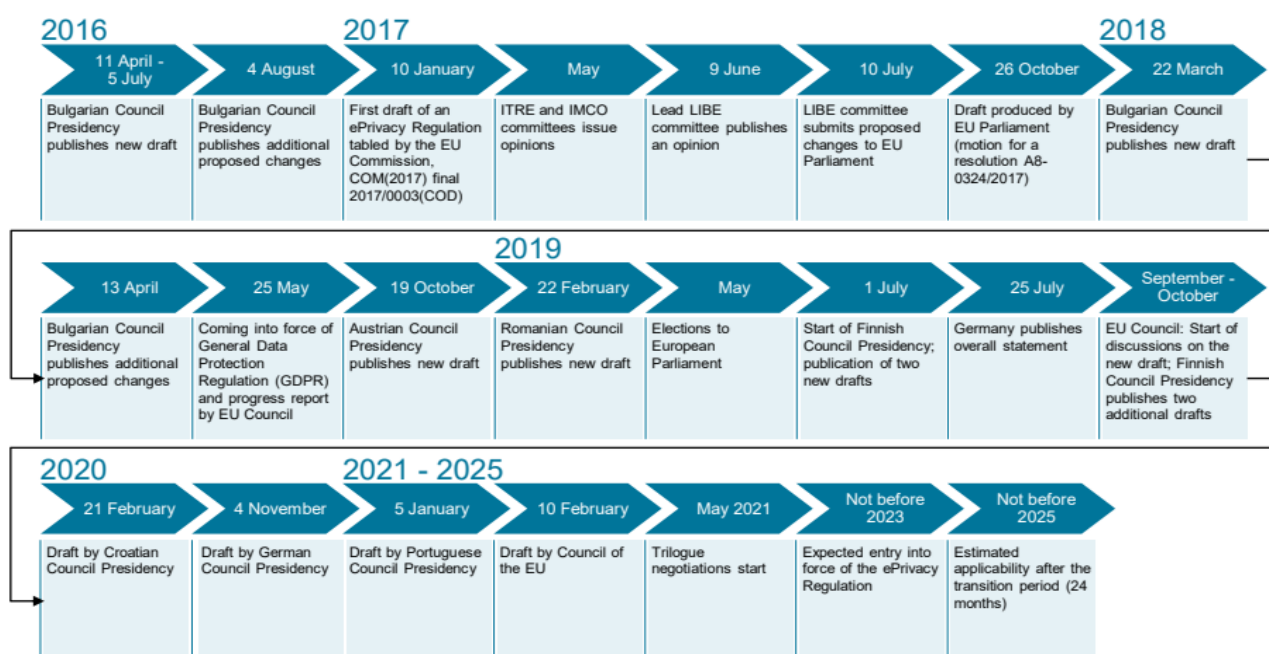 2016
2017
2018
11 April -
5 July
4 August
10 January
May
9 June
10 July
26 October
22 March
Bulgarian Council
Presidency
publishes new draft
Bulgarian Council
Presidency
publishes additional
proposed changes
First draft of an
ePrivacy Regulation
tabled by the EU
Commission,
COM(2017) final
2017/0003(COD)
ITRE and IMCO
committees issue
opinions
Lead LIBE
committee publishes
an opinion
LIBE committee
submits proposed
changes to EU
Parliament
Draft produced by
EU Parliament
(motion for a
resolution A8-
0324/2017)
Bulgarian Council
Presidency
publishes new draft
2019
13 April
25 May
19 October
22 February
May
1 July
25 July
September -
October
Bulgarian Council
Presidency
publishes additional
proposed changes
Coming into force of
General Data
Protection
Regulation (GDPR)
and progress report
by EU Council
Austrian Council
Presidency
publishes new draft
Romanian Council
Presidency
publishes new draft
Elections to
European
Parliament
Start of Finnish
Council Presidency;
publication of two
new drafts
Germany publishes
overall statement
EU Council: Start of
discussions on the
new draft; Finnish
Council Presidency
publishes two
additional drafts
2020
2021 - 2025
21 February
4 November
5 January
10 February
May 2021
Not before
2023
Not before
2025
Draft by Croatian
Council Presidency
Draft by German
Council Presidency
Draft by Portuguese
Council Presidency
Draft by Council of
the EU
Trilogue
negotiations start
Expected entry into
force of the ePrivacy
Regulation
Estimated
applicability after the
transition period (24
months)